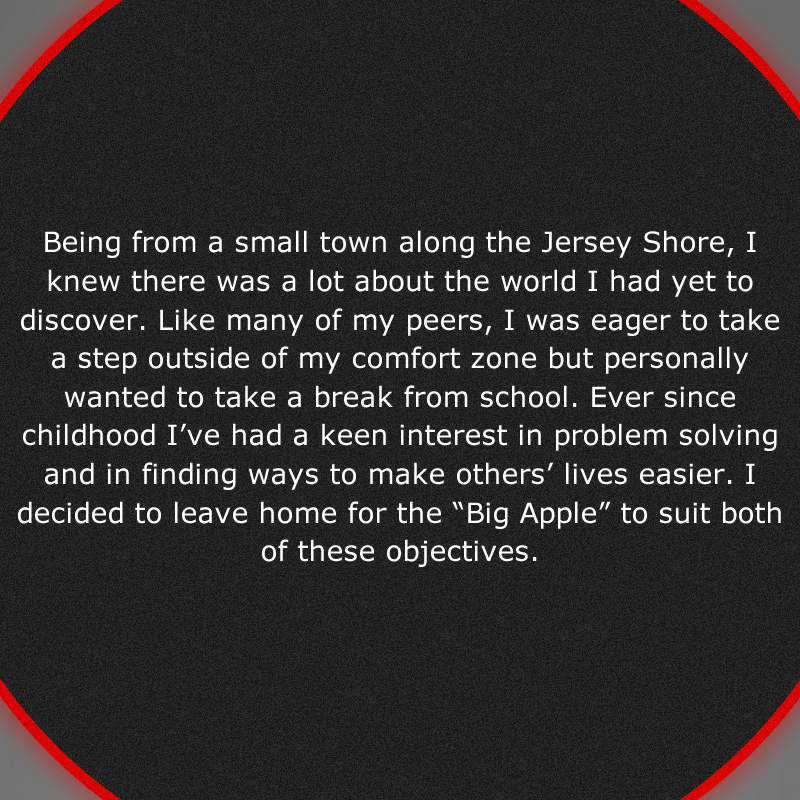 Being from a small town along the Jersey Shore, I
knew there was a lot about the world I had yet to
discover. Like many of my peers, I was eager to take
a step outside of my comfort zone but personally
wanted to take a break from school. Ever since
childhood I’ve had a keen interest in problem solving
and in finding ways to make others’ lives easier. I
decided to leave home for the “Big Apple” to suit both
of these objectives.